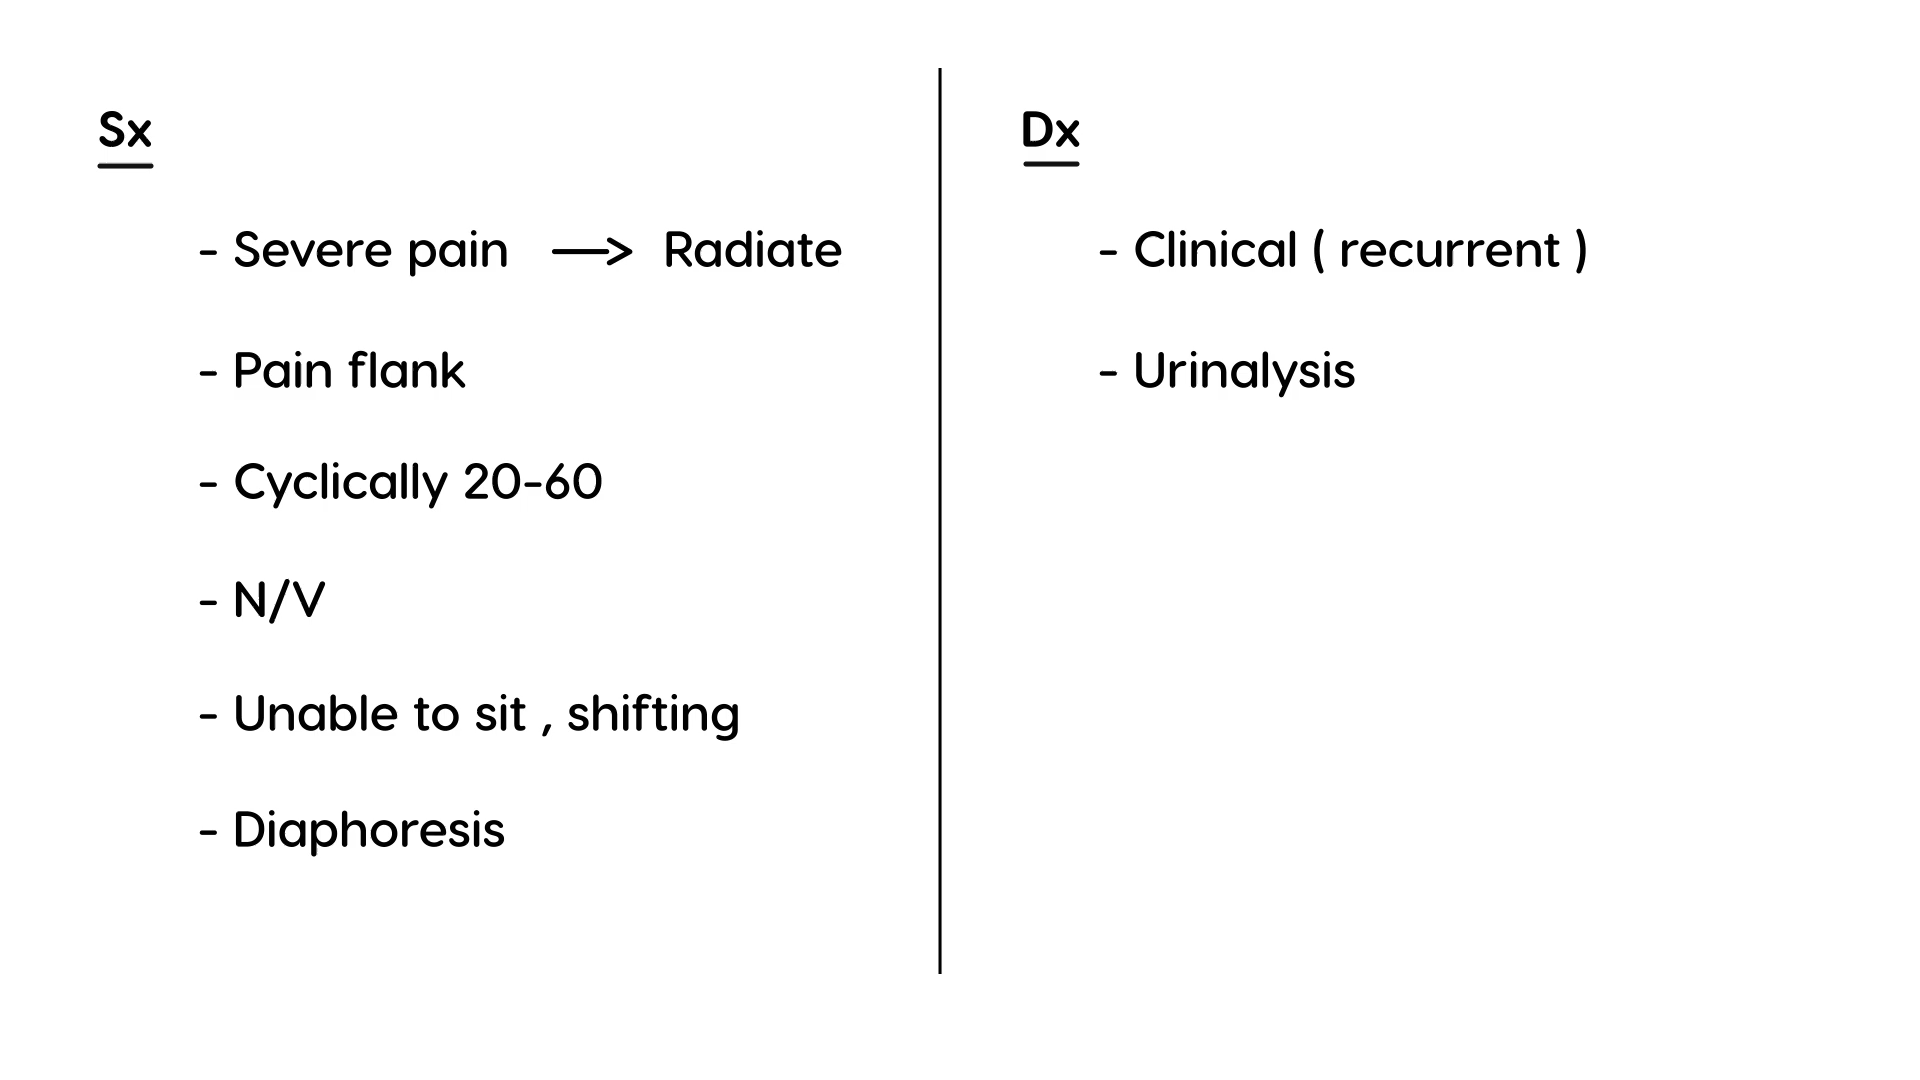 Sx
- Severe pain → Radiate
- Pain flank
- Cyclically 20-60
- N/V
- Unable to sit , shifting
- Diaphoresis
Dx
- Clinical ( recurrent )
- Urinalysis